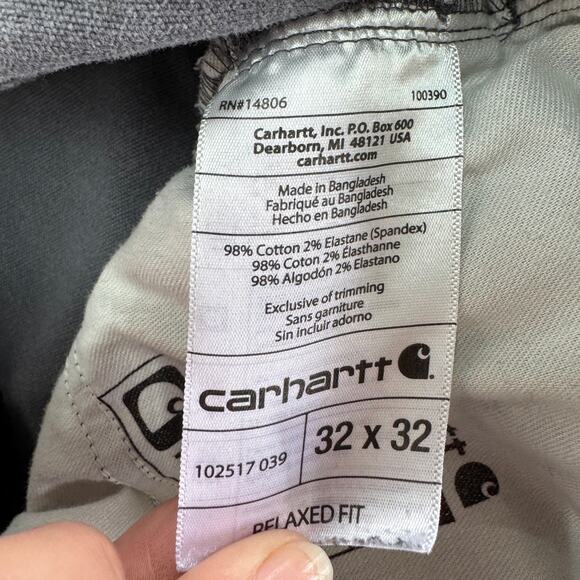 RN#14806 100390
Carhartt, Inc. P.O. Box 600
Dearborn, MI 48121 USA
carhartt.com
Made in Bangladesh
Fabriqué au Bangladesh
Hecho en Bangladesh
98% Cotton 2% Elastane (Spandex)
98% Coton 2% Élasthanne
98% Algodón 2% Elastano
Exclusive of trimming
Sans garniture
Sin incluir adorno
carhartt
102517 039 32 x 32
RELAXED FIT